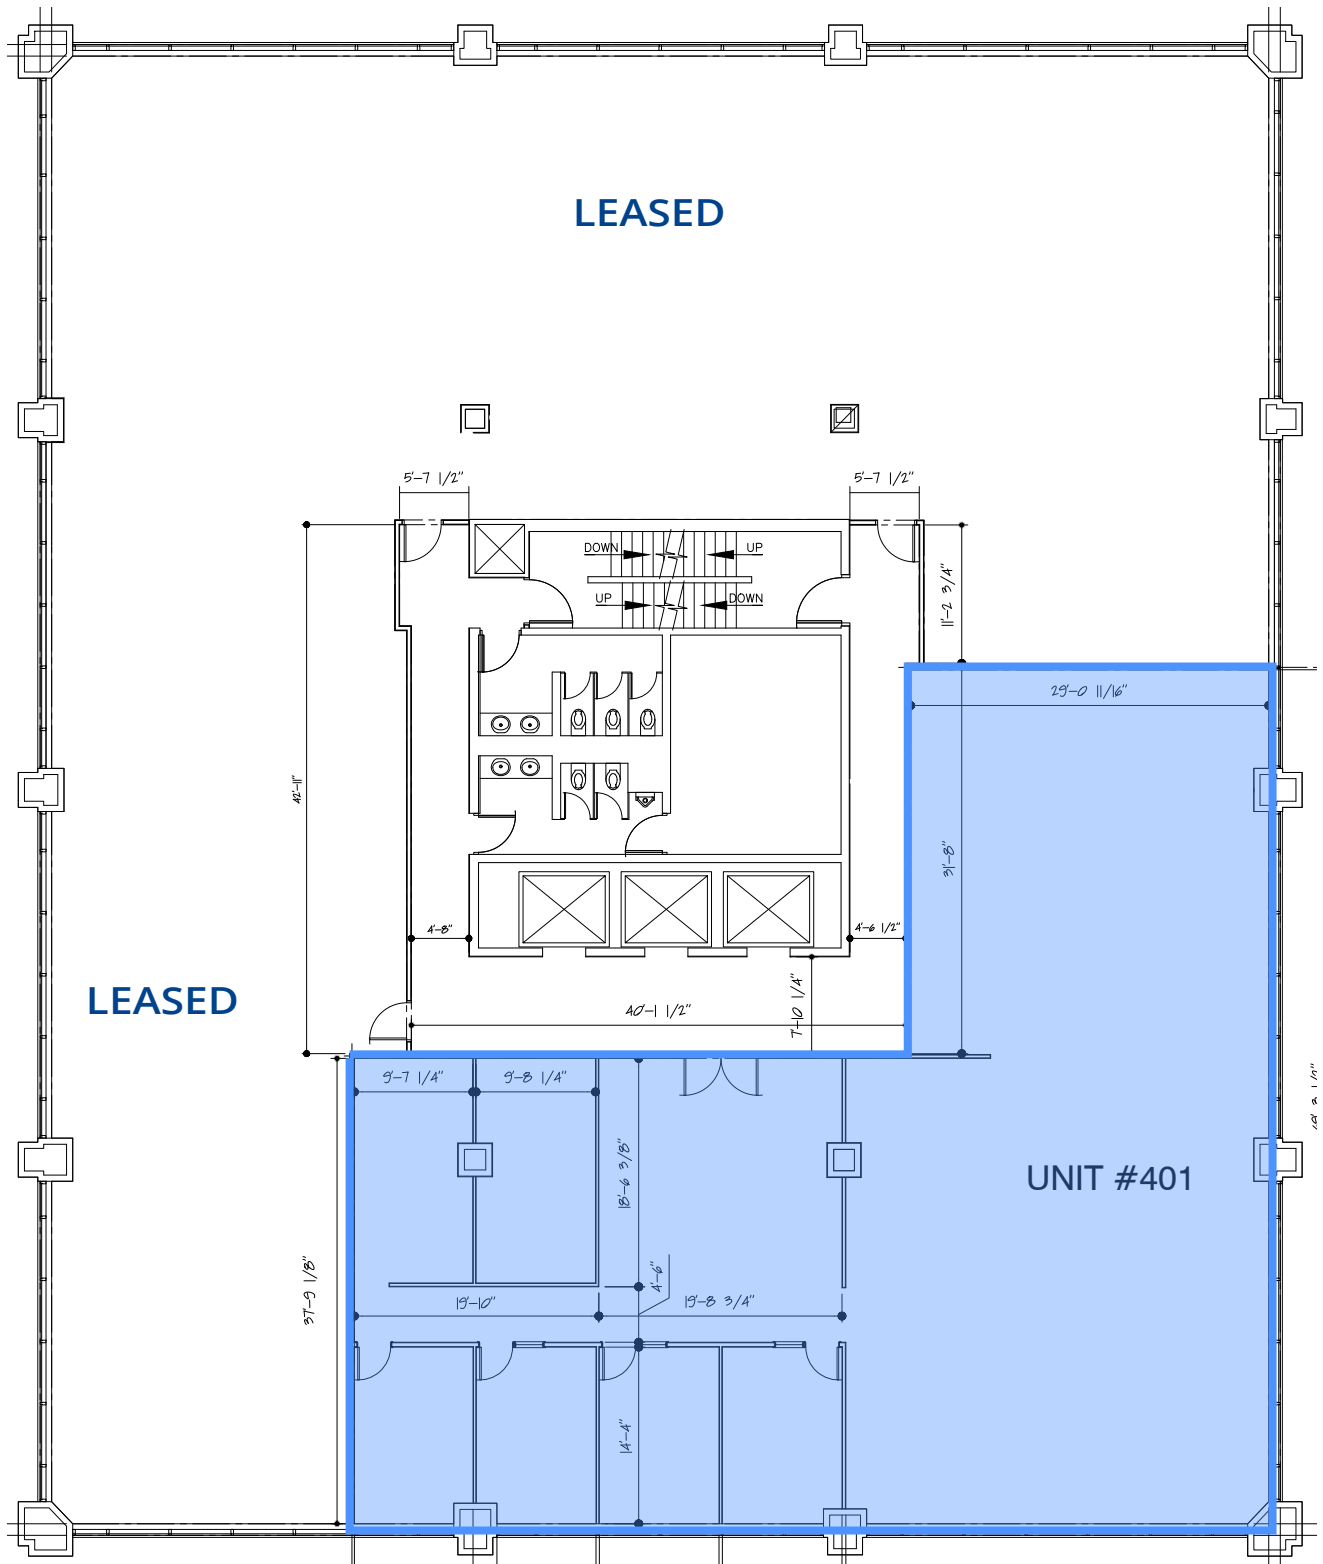 LEASED
5'-7 1/2"
5'-7 1/2"
DOWN
UP
UP
DOWN
11'-2 3/4"
29'-0 11/16"
42'-11"
31'-8"
4'-8"
4'-6 1/2"
LEASED
40'-1 1/2"
7'-10 1/4"
9'-7 1/4"
9'-8 1/4"
18'-6 3/8"
UNIT #401
37'-9 1/8"
4'-6"
19'-10"
19'-8 3/4"
14'-4"